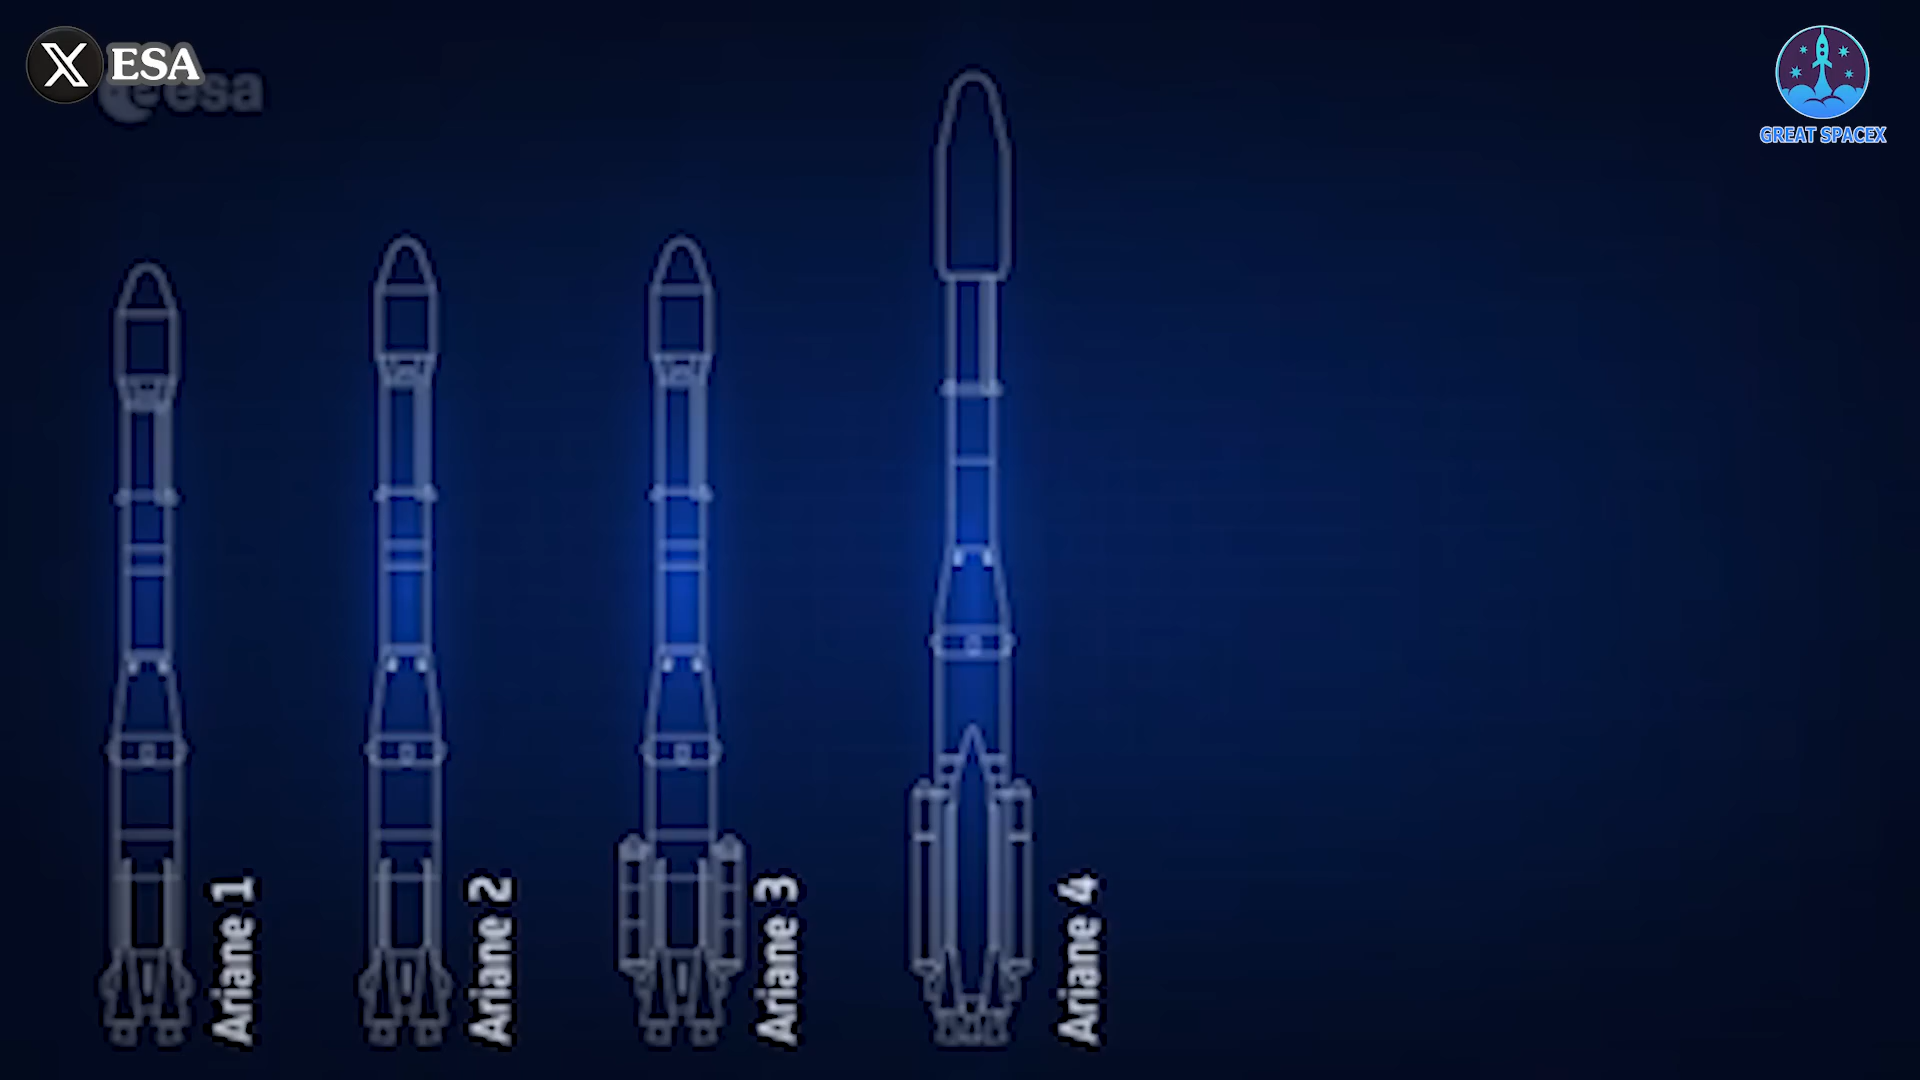 X ESA
esa
GREAT SPACEX
Ariane 1
Ariane 2
Ariane 3
Ariane 4